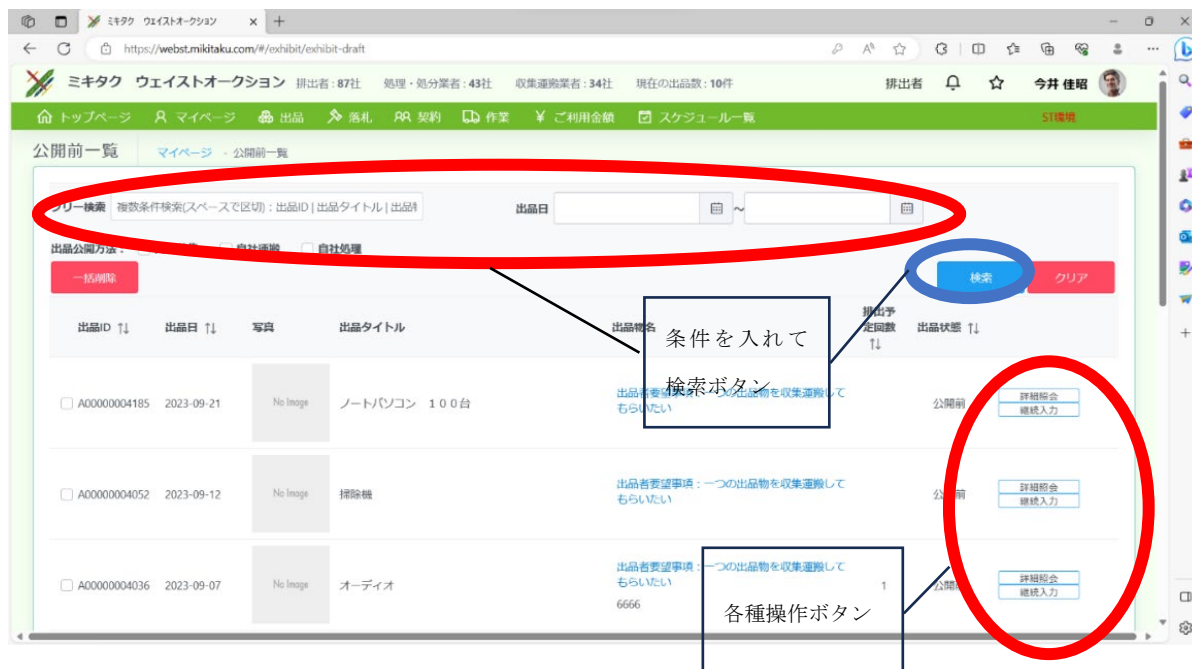 ミキタク ウェイストオークション
https://webst.mikitaku.com/#/exhibit/exhibit-draft
ミキタク ウェイストオークション 排出者 : 87社 処理・処分業者 : 43社 収集運搬業者 : 34社 現在の出品数 : 10件 排出者 今井 佳昭
トップページ マイページ 出品 落札 契約 作業 ¥ ご利用金額 スケジュール一覧 ST環境
公開前一覧 マイページ - 公開前一覧
フリー検索 複数条件検索(スペースで区切) : 出品ID | 出品タイトル | 出品 出品日 ~
出品公開方法 : 自社運搬 自社処理
一括削除 検索 クリア
出品ID ↑↓ 出品日 ↑↓ 写真 出品タイトル 出品物名 排出予定回数 ↑↓ 出品状態 ↑↓
条件を入れて
検索ボタン
A00000004185 2023-09-21 No Image ノートパソコン 100台 出品者要望事項 : 一つの出品物を収集運搬して
もらいたい 公開前 詳細照会
継続入力
A00000004052 2023-09-12 No Image 掃除機 出品者要望事項 : 一つの出品物を収集運搬して
もらいたい 公開前 詳細照会
継続入力
A00000004036 2023-09-07 No Image オーディオ 出品者要望事項 : 一つの出品物を収集運搬して
もらいたい 1 公開前 詳細照会
継続入力
6666
各種操作ボタン